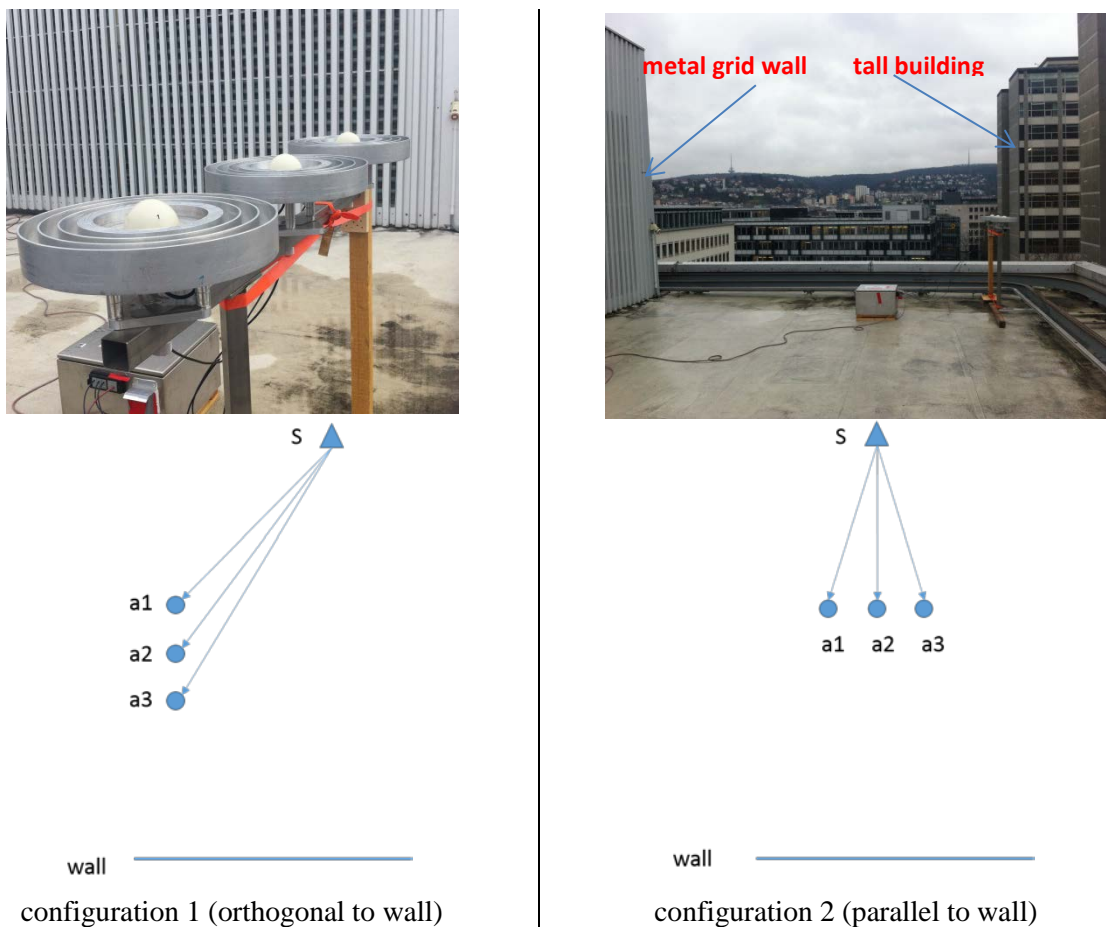 1
metal grid wall tall building
S
a1
a2
a3
wall
configuration 1 (orthogonal to wall)
S
a1 a2 a3
wall
configuration 2 (parallel to wall)